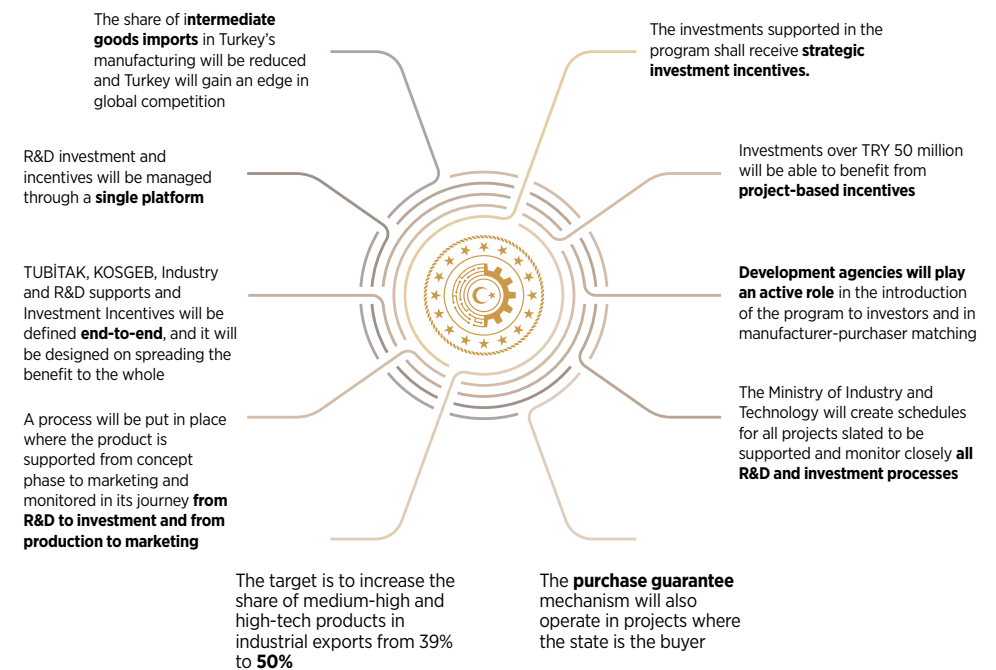 The share of intermediate
goods imports in Turkey's
manufacturing will be reduced
and Turkey will gain an edge in
global competition
R&D investment and
incentives will be managed
through a single platform
TUBİTAK, KOSGEB, Industry
and R&D supports and
Investment Incentives will be
defined end-to-end, and it will
be designed on spreading the
benefit to the whole
A process will be put in place
where the product is
supported from concept
phase to marketing and
monitored in its journey from
R&D to investment and from
production to marketing
The target is to increase the
share of medium-high and
high-tech products in
industrial exports from 39%
to 50%
The investments supported in the
program shall receive strategic
investment incentives.
Investments over TRY 50 million
will be able to benefit from
project-based incentives
Development agencies will play
an active role in the introduction
of the program to investors and in
manufacturer-purchaser matching
The Ministry of Industry and
Technology will create schedules
for all projects slated to be
supported and monitor closely all
R&D and investment processes
The purchase guarantee
mechanism will also
operate in projects where
the state is the buyer